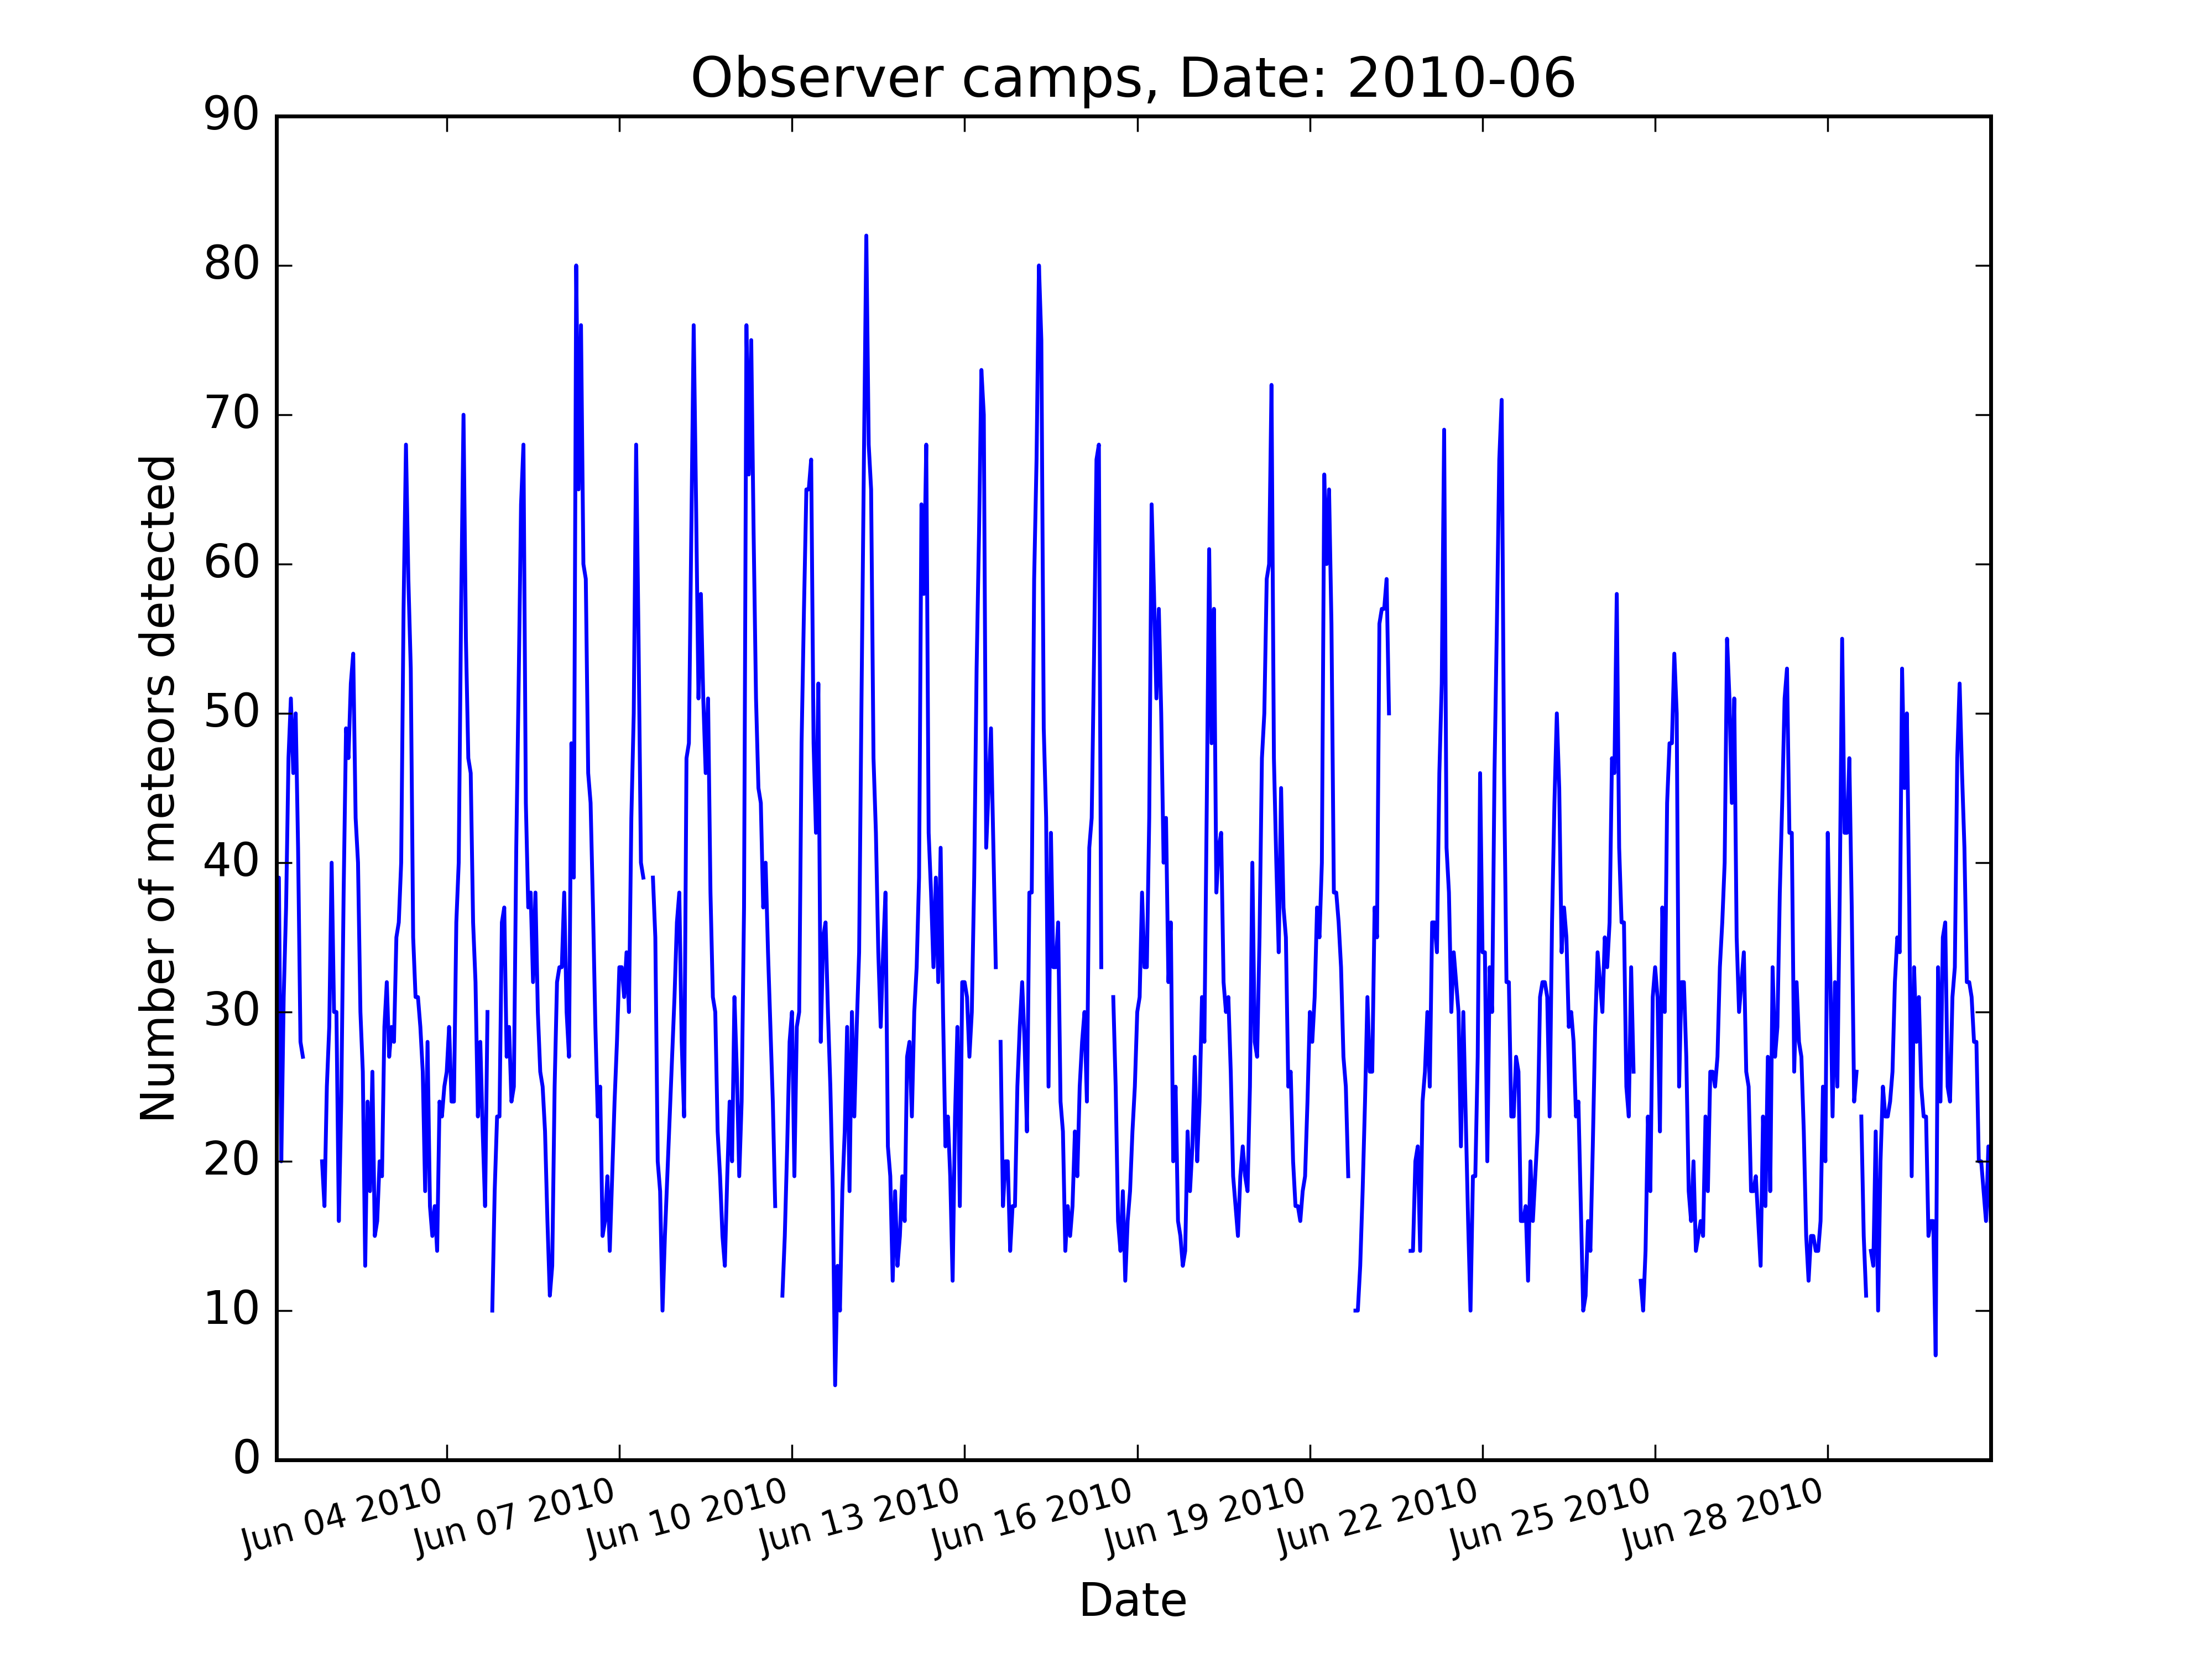 Observer camps, Date: 2010-06
Number of meteors detected
90
80
70
60
50
40
30
20
10
0
Jun 04 2010
Jun 07 2010
Jun 10 2010
Jun 13 2010
Jun 16 2010
Jun 19 2010
Jun 22 2010
Jun 25 2010
Jun 28 2010
Date